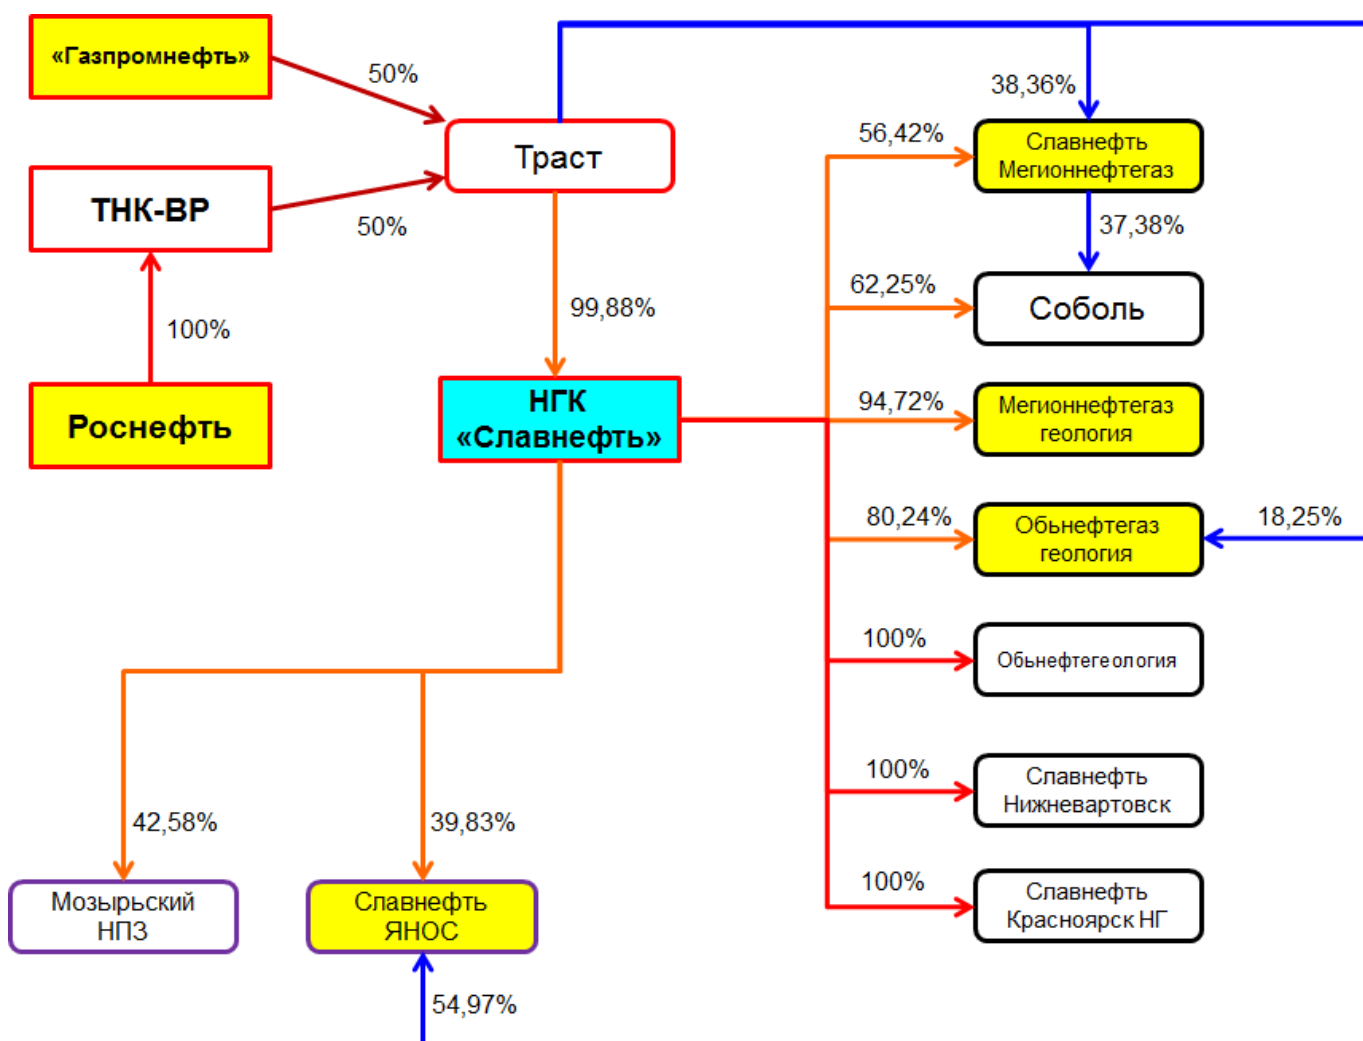 «Газпромнефть»
50%
38,36%
Траст
56,42%
Славнефть
Мегионнефтегаз
ТНК-ВР
50%
37,38%
62,25%
Соболь
99,88%
100%
НГК
«Славнефть»
94,72%
Мегионнефтегаз
геология
Роснефть
80,24%
Обьнефтегаз
геология
18,25%
100%
Обьнефтегеология
100%
Славнефть
Нижневартовск
42,58%
39,83%
100%
Славнефть
Красноярск НГ
Мозырьский
НПЗ
Славнефть
ЯНОС
54,97%